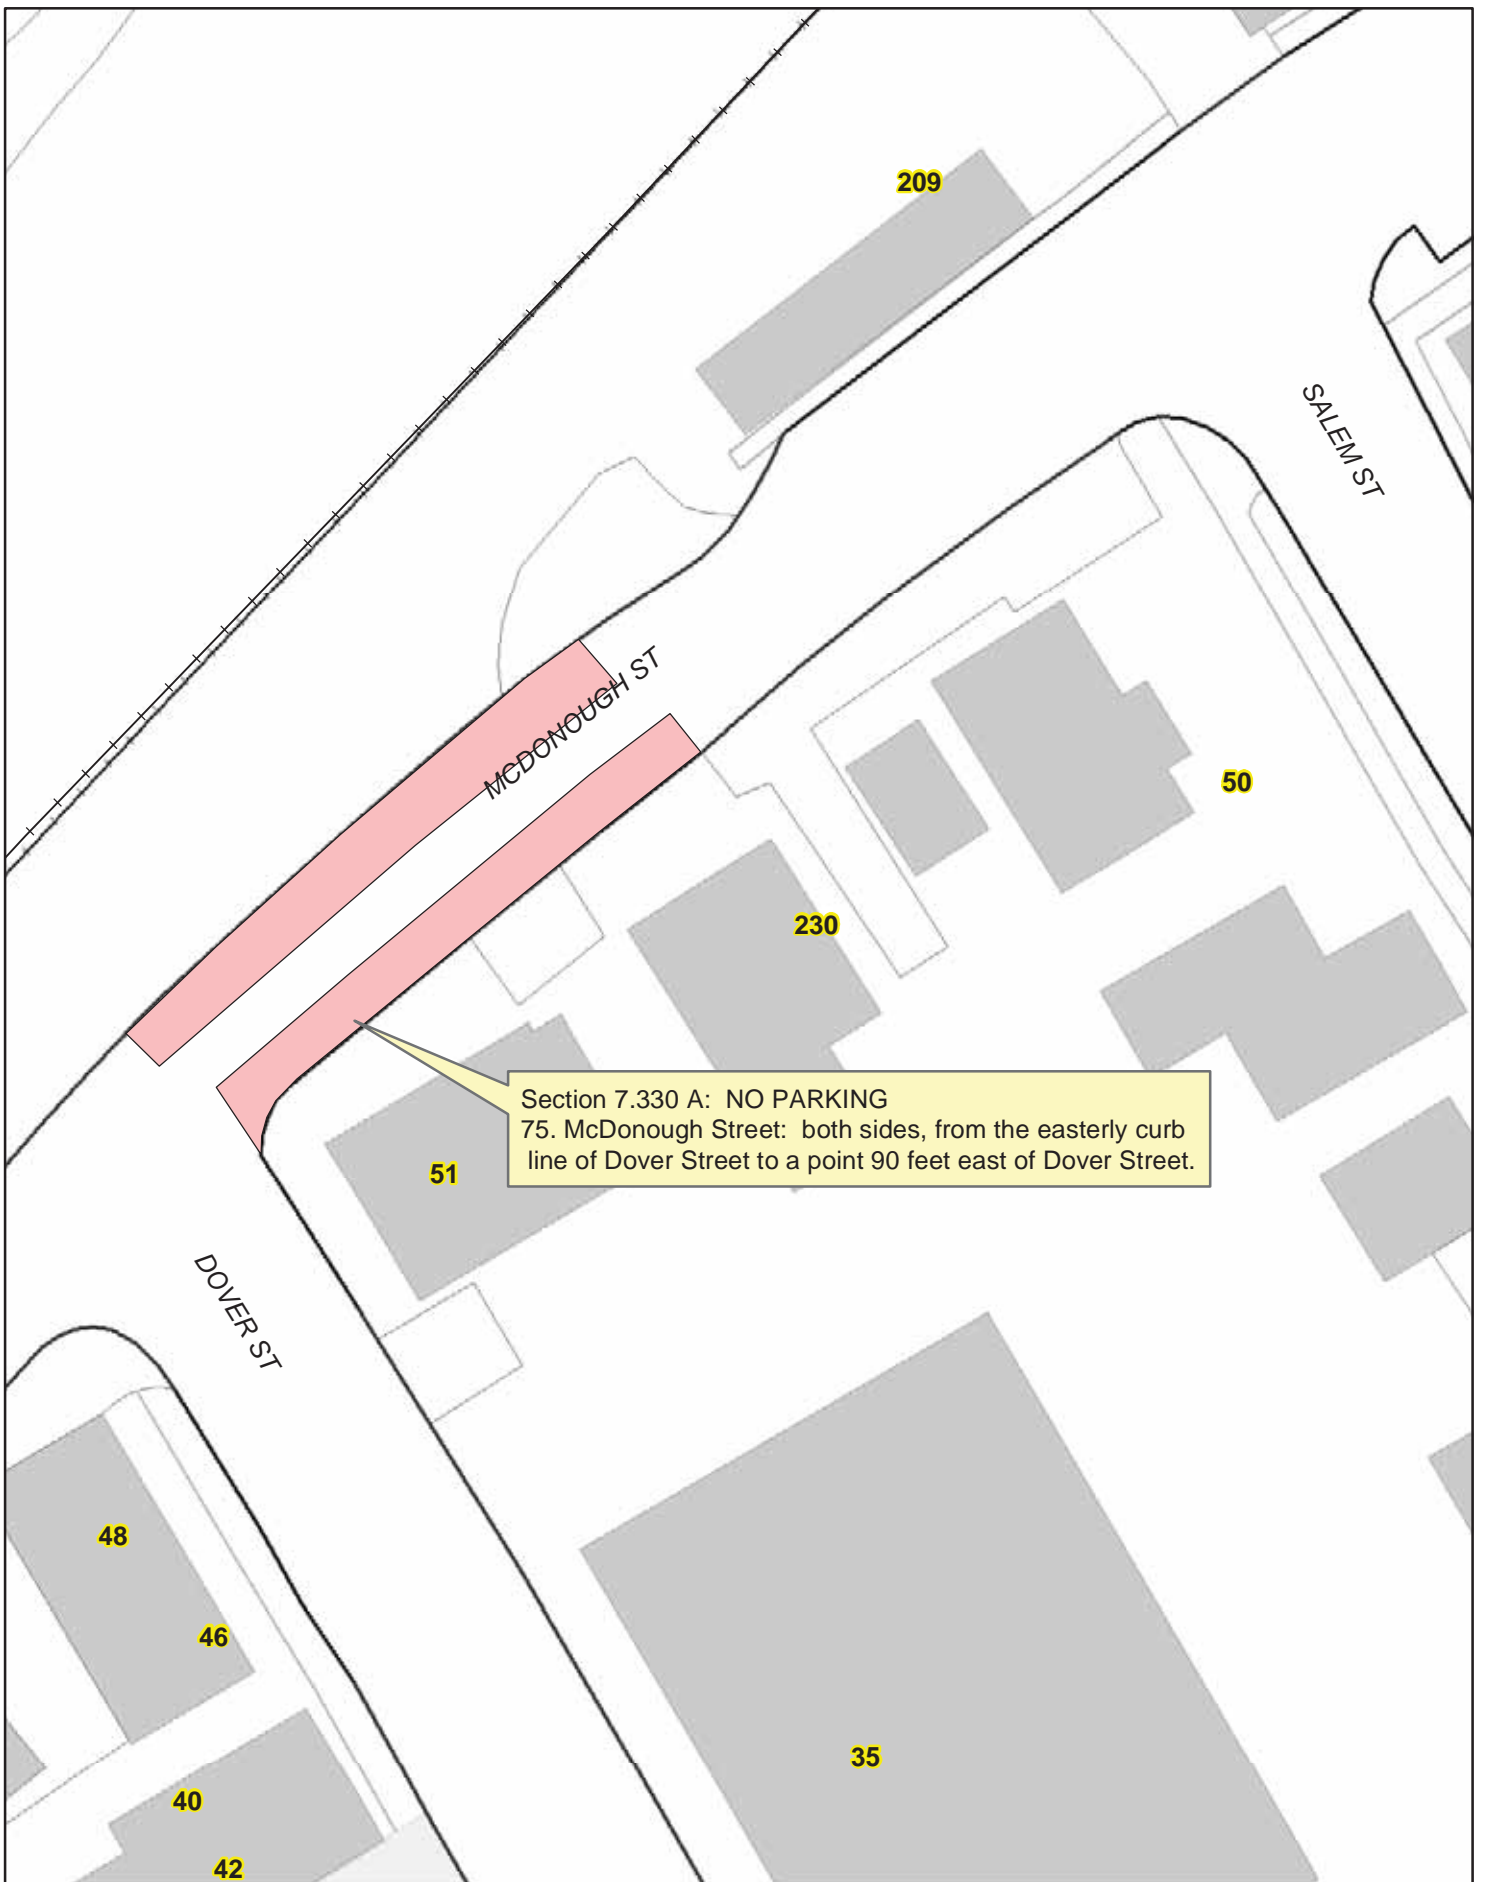 209
SALEM ST
MCDONOUGH ST
50
230
Section 7.330 A: NO PARKING
75. McDonough Street: both sides, from the easterly curb
line of Dover Street to a point 90 feet east of Dover Street.
51
DOVER ST
48
46
35
40
42